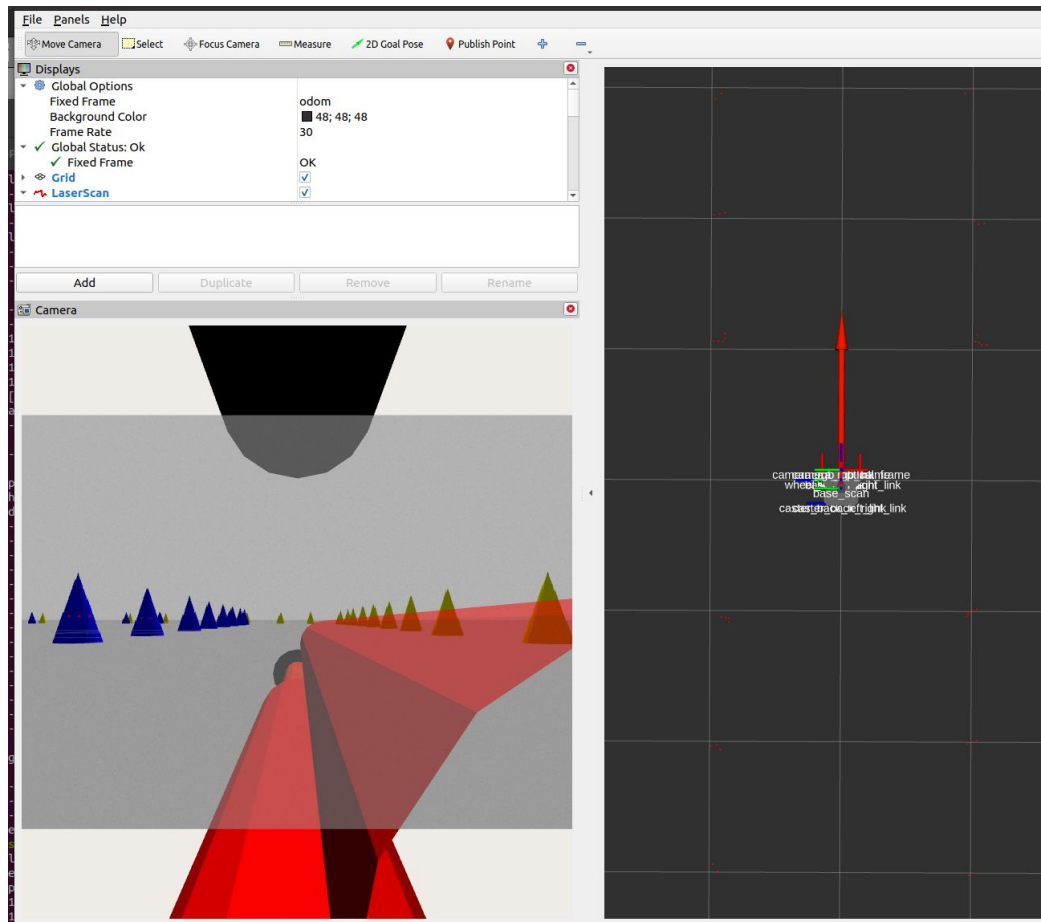 File Panels Help
Move Camera Select Focus Camera Measure 2D Goal Pose Publish Point
Displays
Global Options
Fixed Frame odom
Background Color 48; 48; 48
Frame Rate 30
Global Status: Ok
Fixed Frame OK
Grid
LaserScan
Add Duplicate Remove Rename
Camera
base_scan